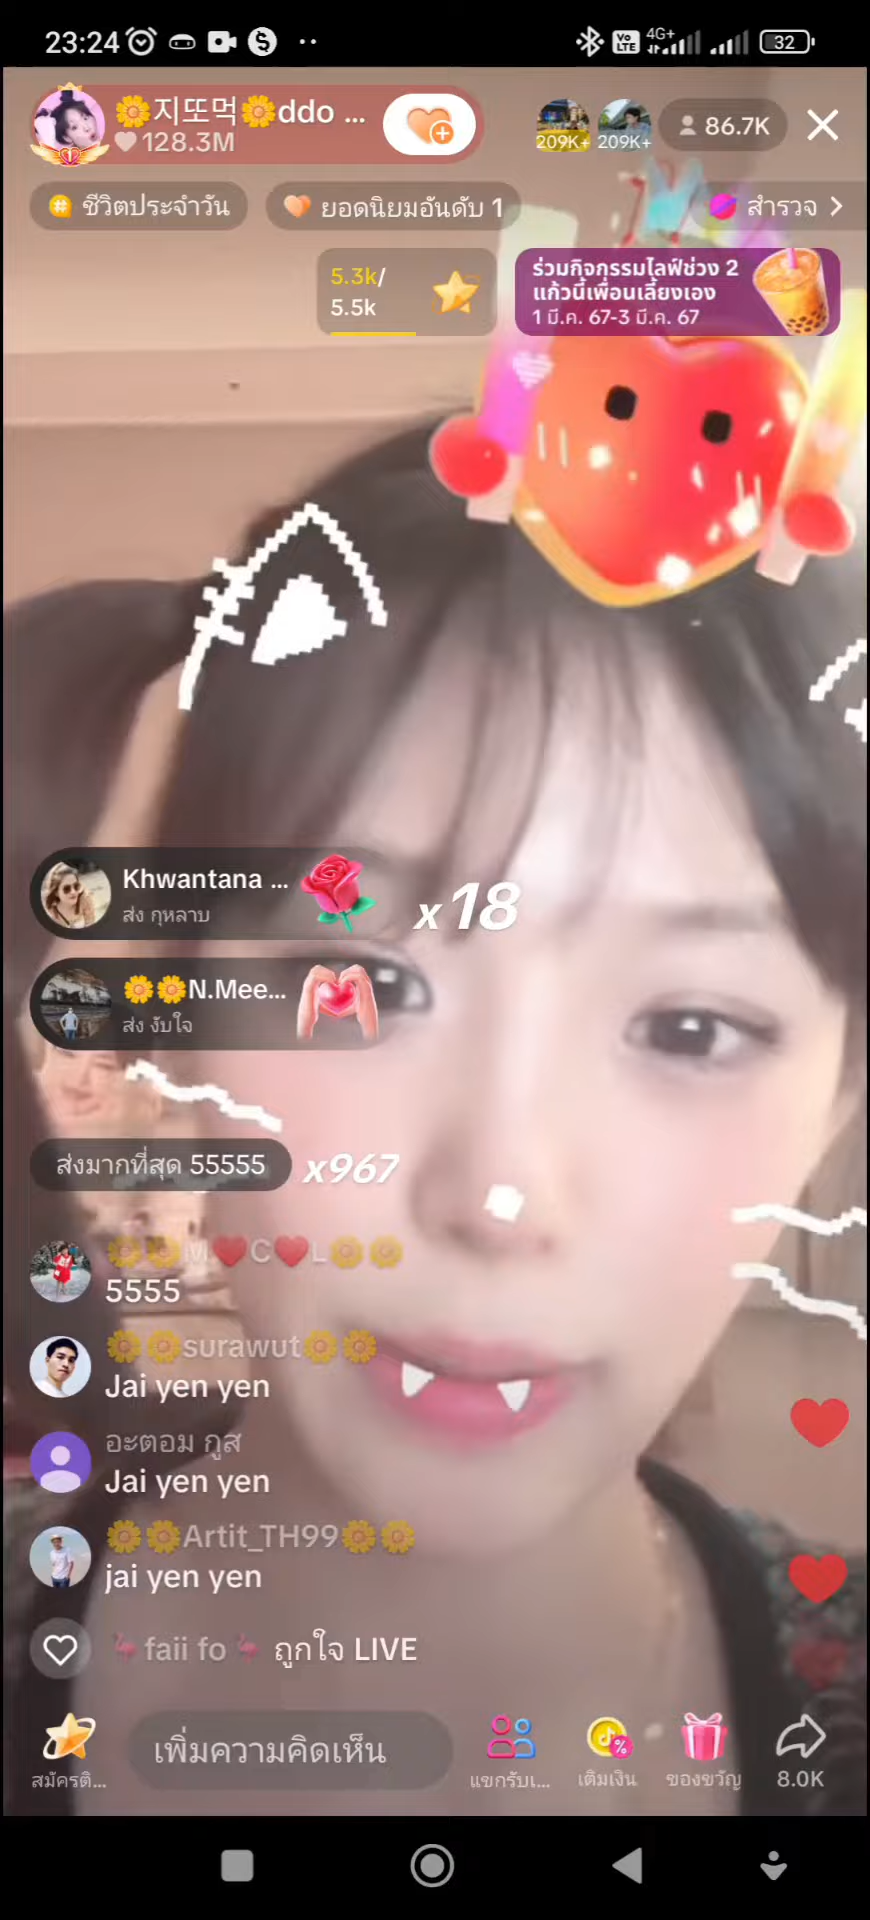 23:24
Vo LTE
4G+
32
🌼지또먹🌼ddo ...
128.3M
209K+
209K+
86.7K
ชีวิตประจำวัน
ยอดนิยมอันดับ 1
สำรวจ
5.3k/
5.5k
ร่วมกิจกรรมไลฟ์ช่วง 2
แก้วนี้เพื่อนเลี้ยงเอง
1 มี.ค. 67-3 มี.ค. 67
Khwantana ...
ส่ง กุหลาบ
x18
🌼🌼N.Mee...
ส่ง งับใจ
ส่งมากที่สุด 55555
x967
🌼🌼M❤️C❤️L🌼🌼
5555
🌼🌼surawut🌼🌼
Jai yen yen
อะตอม กูส
Jai yen yen
🌼🌼Artit_TH99🌼🌼
jai yen yen
🦩faii fo🦩 ถูกใจ LIVE
สมัครติ...
เพิ่มความคิดเห็น
แขกรับเ...
เติมเงิน
ของขวัญ
8.0K